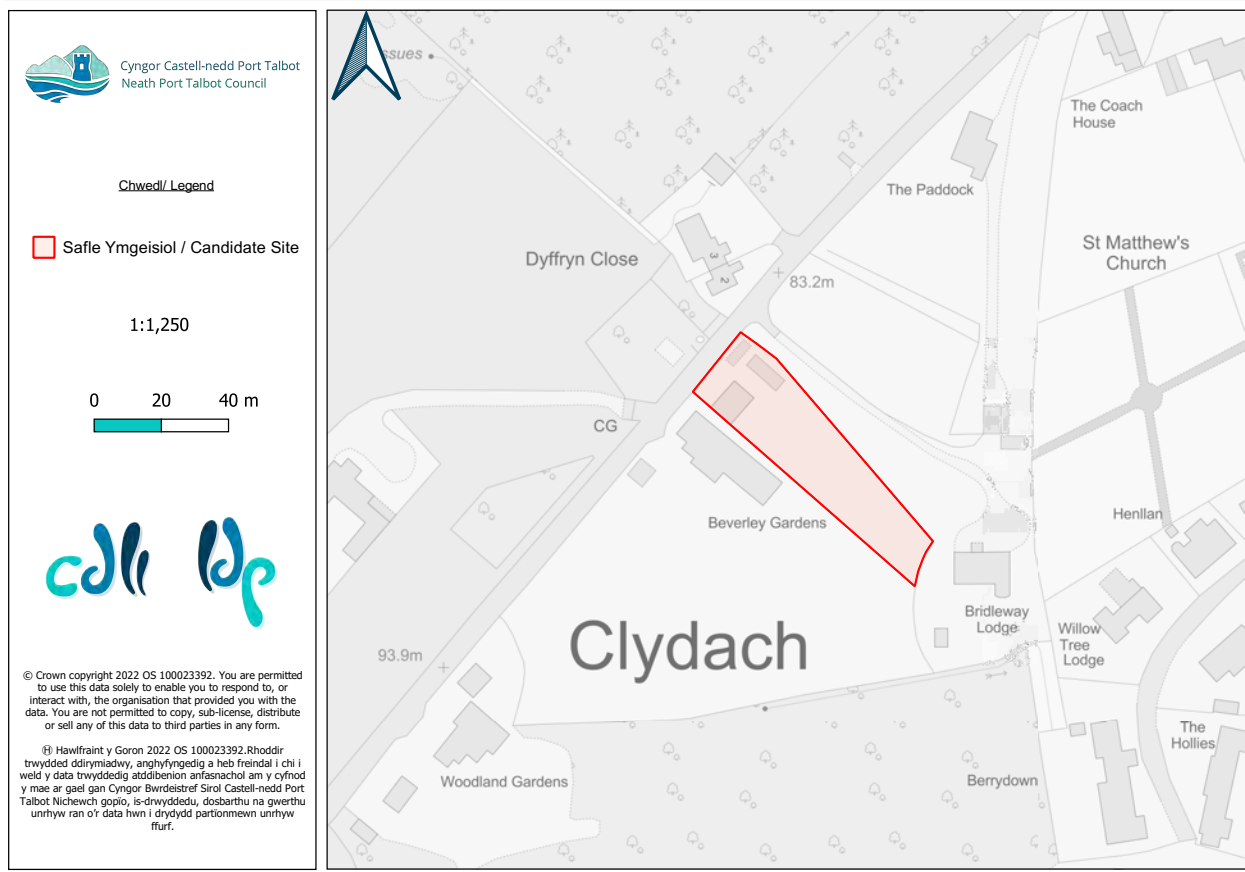 Cyngor Castell-nedd Port Talbot
Neath Port Talbot Council
Chwedl/ Legend
Safle Ymgeisiol / Candidate Site
1:1,250
0 20 40 m
cdll ldp
© Crown copyright 2022 OS 100023392. You are permitted
to use this data solely to enable you to respond to, or
interact with, the organisation that provided you with the
data. You are not permitted to copy, sub-license, distribute
or sell any of this data to third parties in any form.
Ⓗ Hawlfraint y Goron 2022 OS 100023392.Rhoddir
trwydded ddirymiadwy, anghyfyngedig a heb freindal i chi i
weld y data trwyddedig atddibenion anfasnachol am y cyfnod
y mae ar gael gan Cyngor Bwrdeistref Sirol Castell-nedd Port
Talbot Nichewch gopïo, is-drwyddedu, dosbarthu na gwerthu
unrhyw ran o'r data hwn i drydydd partïonmewn unrhyw
ffurf.
ssues
The Coach
House
The Paddock
St Matthew's
Church
Dyffryn Close
3
2
83.2m
CG
Beverley Gardens
Henllan
Bridleway
Lodge
Willow
Tree
Lodge
Clydach
93.9m
The
Hollies
Woodland Gardens
Berrydown